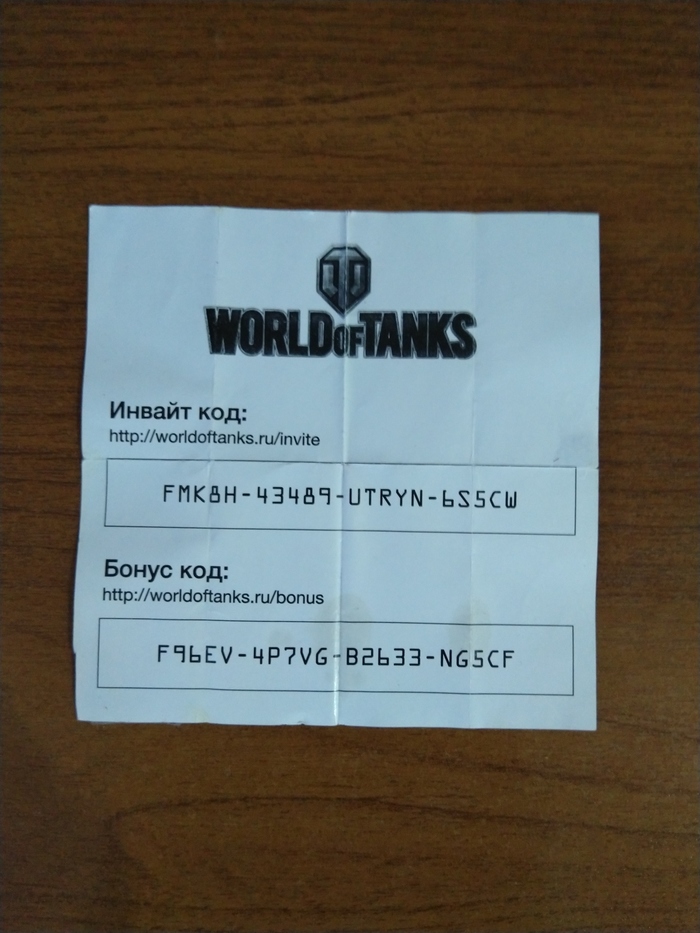 WORLD OF TANKS
Инвайт код:
http://worldoftanks.ru/invite
FMK8H-43489-UTRYN-6S5CW
Бонус код:
http://worldoftanks.ru/bonus
F96EV-4P7VG-B2633-NG5CF